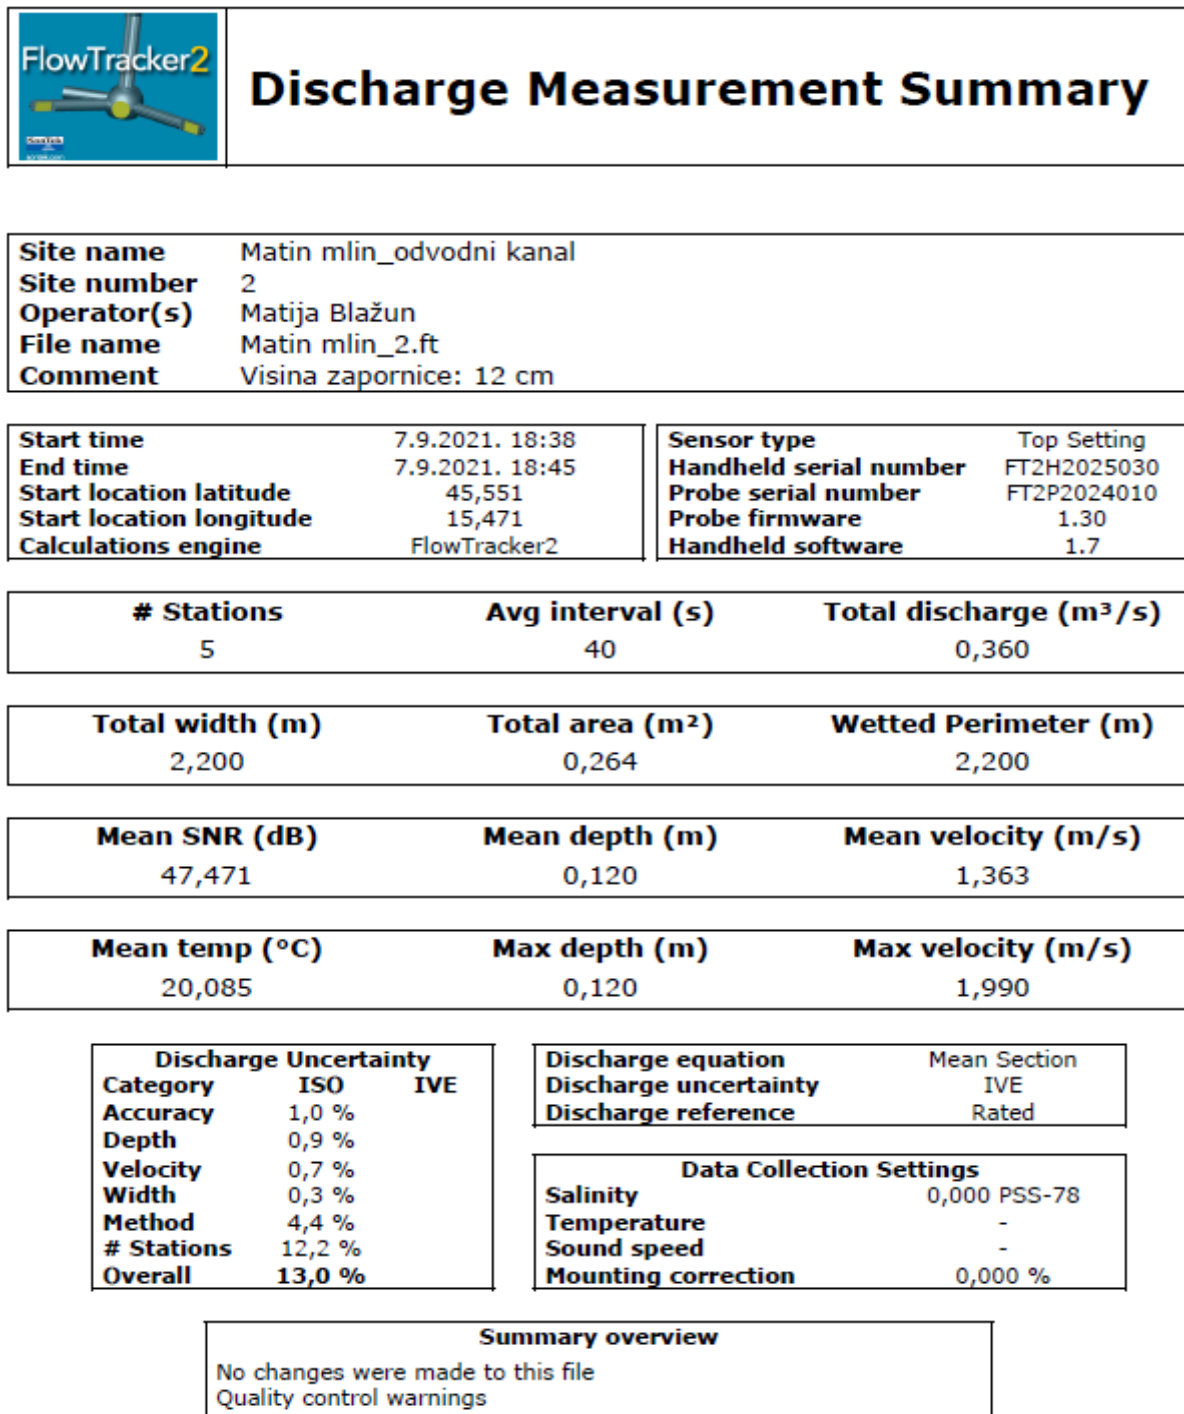 FlowTracker2
Discharge Measurement Summary
SonTek
Site name Matin mlin_odvodni kanal
Site number 2
Operator(s) Matija Blažun
File name Matin mlin_2.ft
Comment Visina zapornice: 12 cm
Start time 7.9.2021. 18:38
End time 7.9.2021. 18:45
Start location latitude 45,551
Start location longitude 15,471
Calculations engine FlowTracker2
Sensor type Top Setting
Handheld serial number FT2H2025030
Probe serial number FT2P2024010
Probe firmware 1.30
Handheld software 1.7
# Stations Avg interval (s) Total discharge (m³/s)
5 40 0,360
Total width (m) Total area (m²) Wetted Perimeter (m)
2,200 0,264 2,200
Mean SNR (dB) Mean depth (m) Mean velocity (m/s)
47,471 0,120 1,363
Mean temp (°C) Max depth (m) Max velocity (m/s)
20,085 0,120 1,990
Discharge Uncertainty
Category ISO IVE
Accuracy 1,0 %
Depth 0,9 %
Velocity 0,7 %
Width 0,3 %
Method 4,4 %
# Stations 12,2 %
Overall 13,0 %
Discharge equation Mean Section
Discharge uncertainty IVE
Discharge reference Rated
Data Collection Settings
Salinity 0,000 PSS-78
Temperature -
Sound speed -
Mounting correction 0,000 %
Summary overview
No changes were made to this file
Quality control warnings